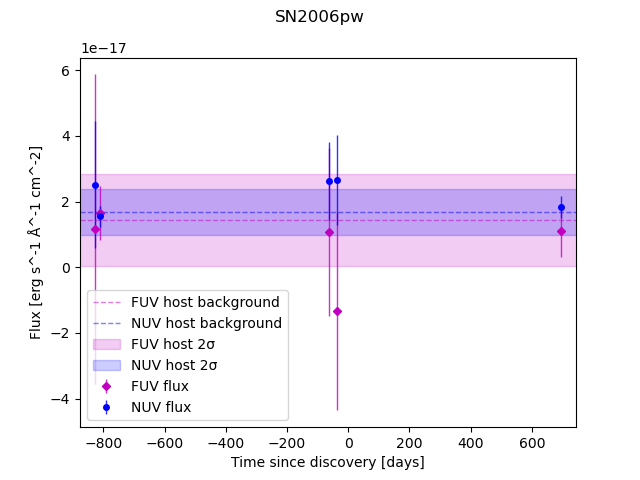 SN2006pw
1e−17
6
4
2
0
−2
−4
Flux [erg s^-1 Å^-1 cm^-2]
FUV host background
NUV host background
FUV host 2σ
NUV host 2σ
FUV flux
NUV flux
−800 −600 −400 −200 0 200 400 600
Time since discovery [days]